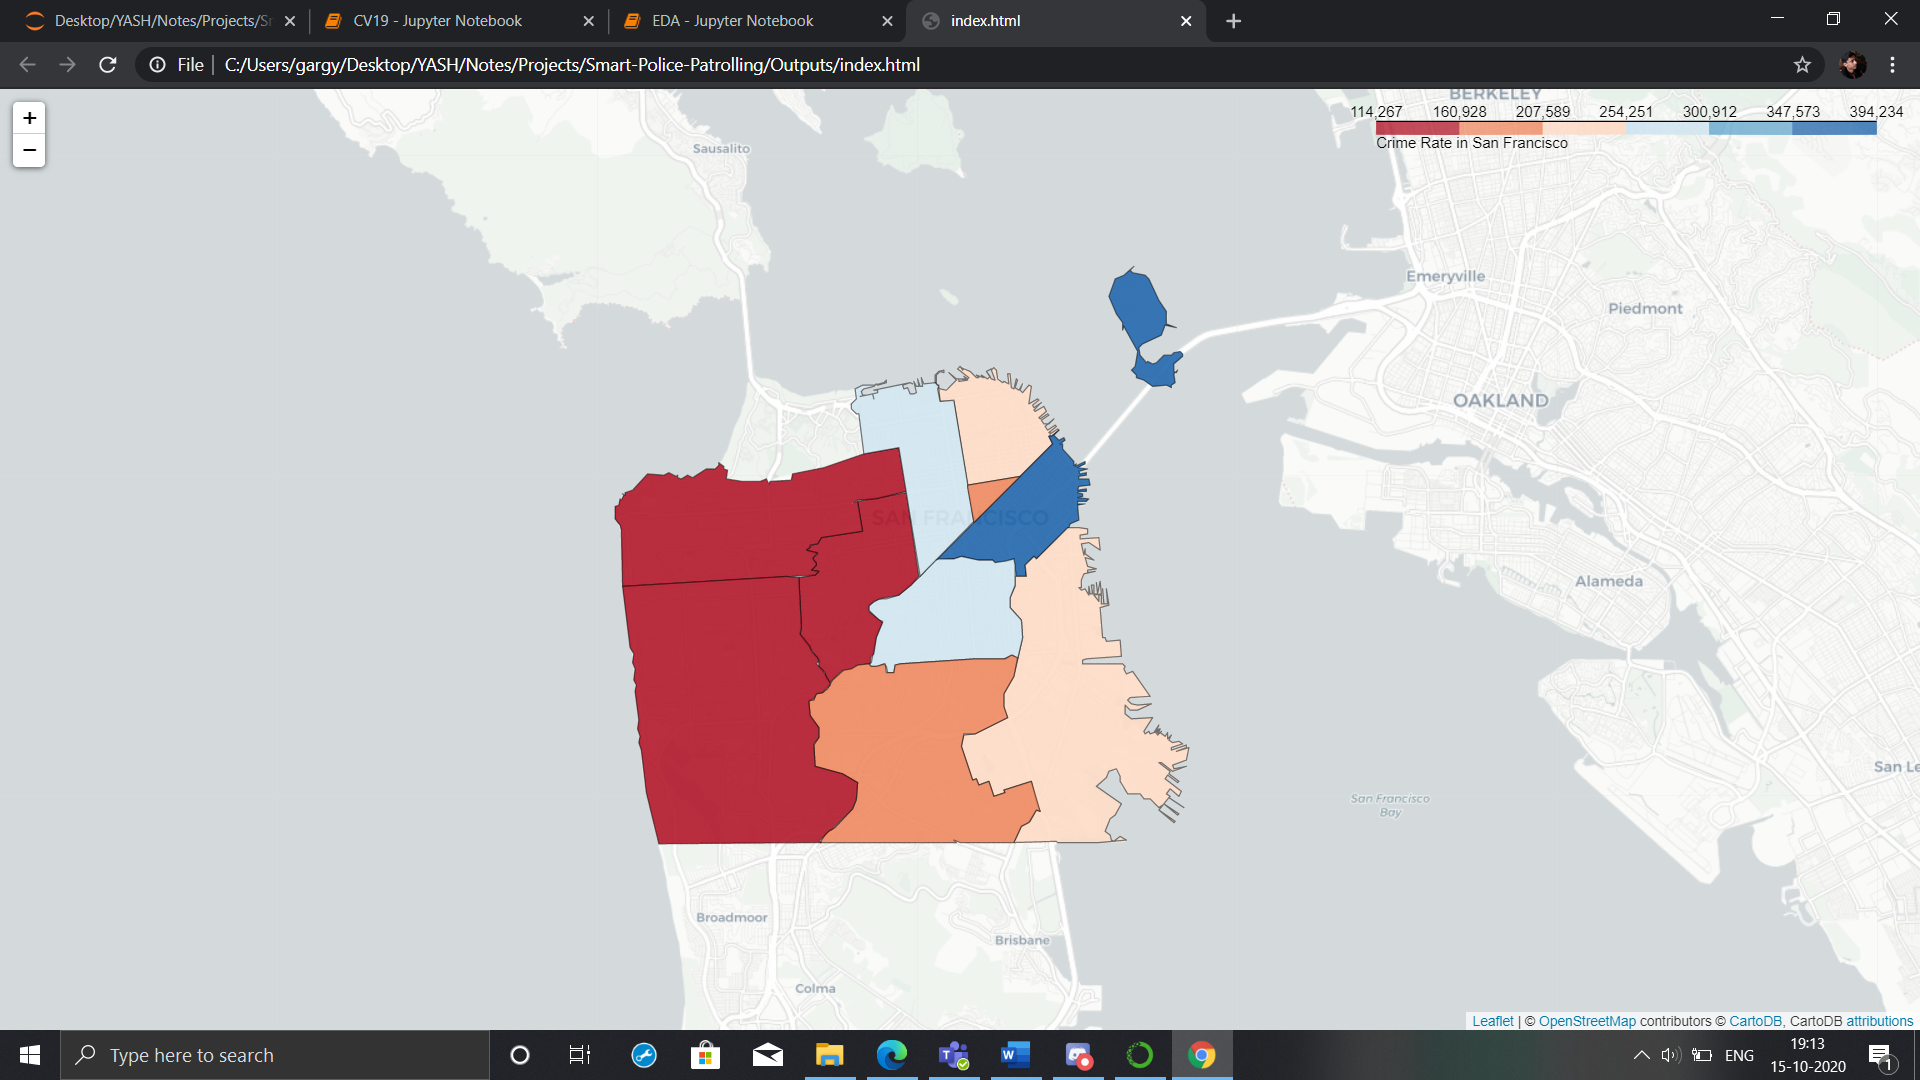 Desktop/YASH/Notes/Projects/Sr
CV19 - Jupyter Notebook
EDA - Jupyter Notebook
index.html
File
C:/Users/gargy/Desktop/YASH/Notes/Projects/Smart-Police-Patrolling/Outputs/index.html
+
-
BERKELEY
114,267 160,928 207,589 254,251 300,912 347,573 394,234
Crime Rate in San Francisco
Sausalito
Emeryville
Piedmont
OAKLAND
SAN FRANCISCO
Alameda
San Le
San Francisco
Bay
Broadmoor
Brisbane
Colma
Leaflet | © OpenStreetMap contributors © CartoDB, CartoDB attributions
Type here to search
ENG
19:13
15-10-2020
1